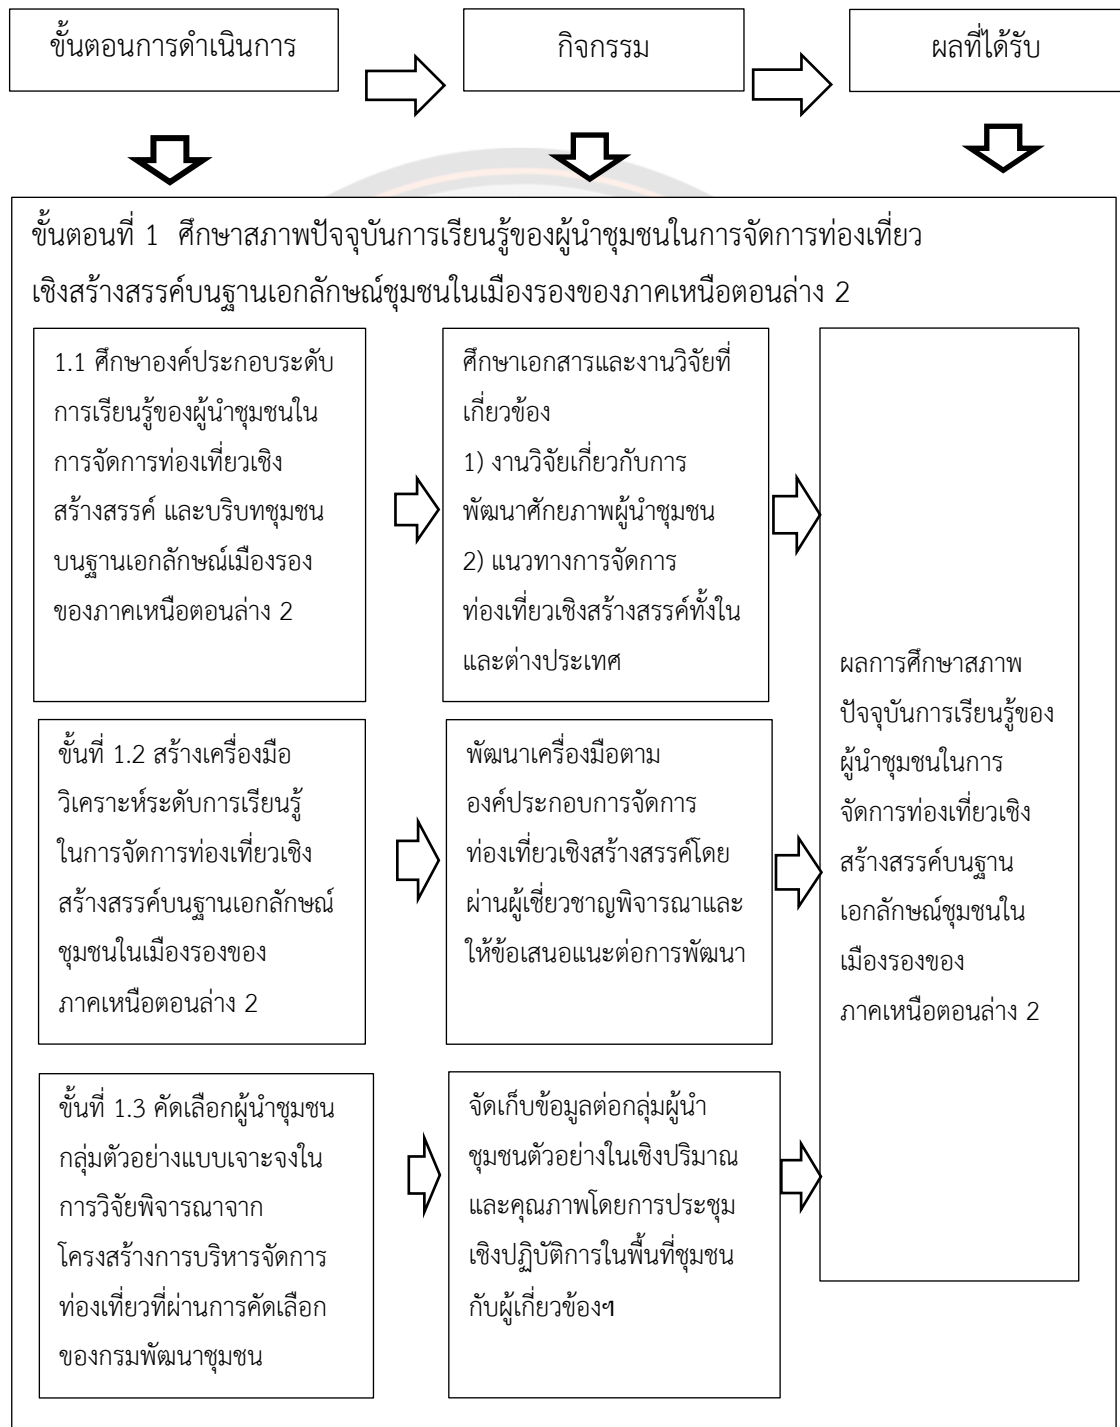 ขั้นตอนการดำเนินการ
กิจกรรม
ผลที่ได้รับ
ขั้นตอนที่ 1  ศึกษาสภาพปัจจุบันการเรียนรู้ของผู้นำชุมชนในการจัดการท่องเที่ยว
เชิงสร้างสรรค์บนฐานเอกลักษณ์ชุมชนในเมืองรองของภาคเหนือตอนล่าง 2
1.1 ศึกษาองค์ประกอบระดับ
การเรียนรู้ของผู้นำชุมชนใน
การจัดการท่องเที่ยวเชิง
สร้างสรรค์ และบริบทชุมชน
บนฐานเอกลักษณ์เมืองรอง
ของภาคเหนือตอนล่าง 2
ศึกษาเอกสารและงานวิจัยที่
เกี่ยวข้อง
1) งานวิจัยเกี่ยวกับการ
พัฒนาศักยภาพผู้นำชุมชน
2) แนวทางการจัดการ
ท่องเที่ยวเชิงสร้างสรรค์ทั้งใน
และต่างประเทศ
ขั้นที่ 1.2 สร้างเครื่องมือ
วิเคราะห์ระดับการเรียนรู้
ในการจัดการท่องเที่ยวเชิง
สร้างสรรค์บนฐานเอกลักษณ์
ชุมชนในเมืองรองของ
ภาคเหนือตอนล่าง 2
พัฒนาเครื่องมือตาม
องค์ประกอบการจัดการ
ท่องเที่ยวเชิงสร้างสรรค์โดย
ผ่านผู้เชี่ยวชาญพิจารณาและ
ให้ข้อเสนอแนะต่อการพัฒนา
ขั้นที่ 1.3 คัดเลือกผู้นำชุมชน
กลุ่มตัวอย่างแบบเจาะจงใน
การวิจัยพิจารณาจาก
โครงสร้างการบริหารจัดการ
ท่องเที่ยวที่ผ่านการคัดเลือก
ของกรมพัฒนาชุมชน
จัดเก็บข้อมูลต่อกลุ่มผู้นำ
ชุมชนตัวอย่างในเชิงปริมาณ
และคุณภาพโดยการประชุม
เชิงปฏิบัติการในพื้นที่ชุมชน
กับผู้เกี่ยวข้องฯ
ผลการศึกษาสภาพ
ปัจจุบันการเรียนรู้ของ
ผู้นำชุมชนในการ
จัดการท่องเที่ยวเชิง
สร้างสรรค์บนฐาน
เอกลักษณ์ชุมชนใน
เมืองรองของ
ภาคเหนือตอนล่าง 2